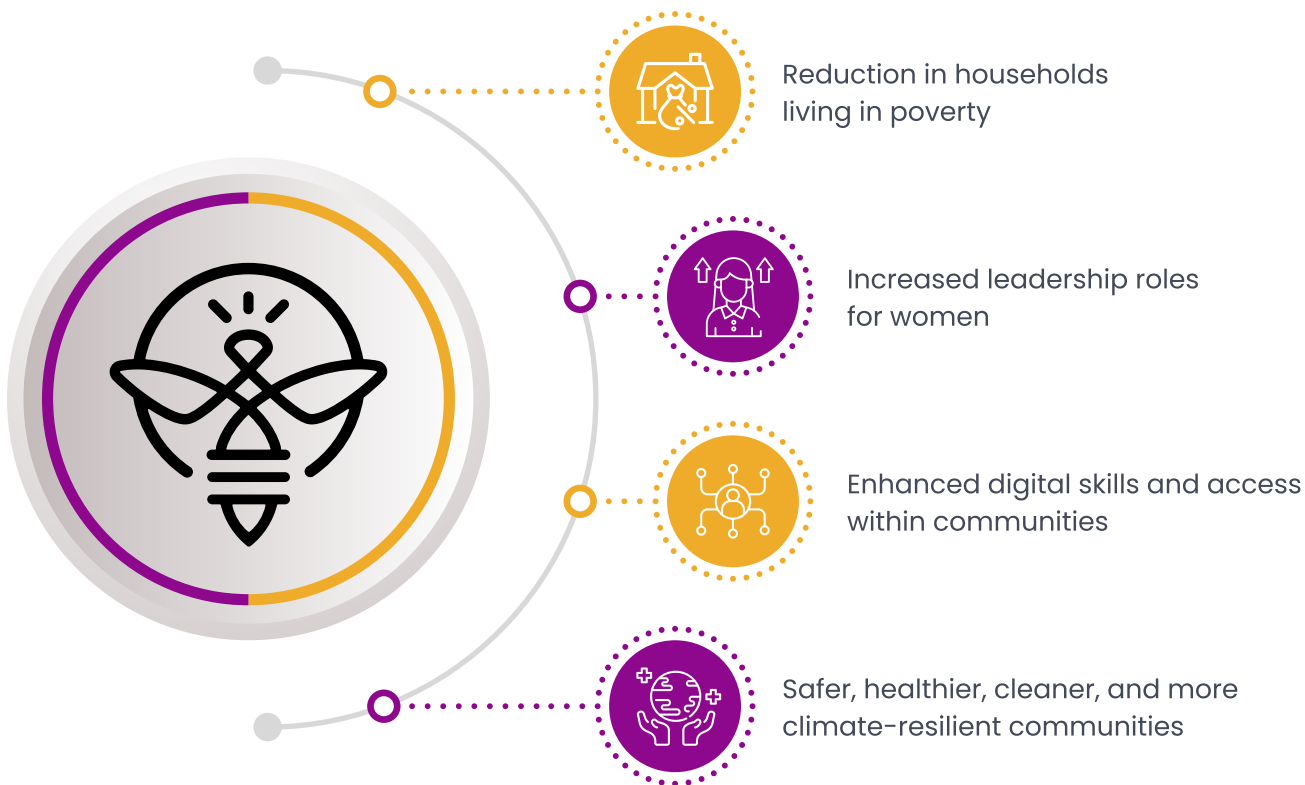 Reduction in households
living in poverty
Increased leadership roles
for women
Enhanced digital skills and access
within communities
Safer, healthier, cleaner, and more
climate-resilient communities